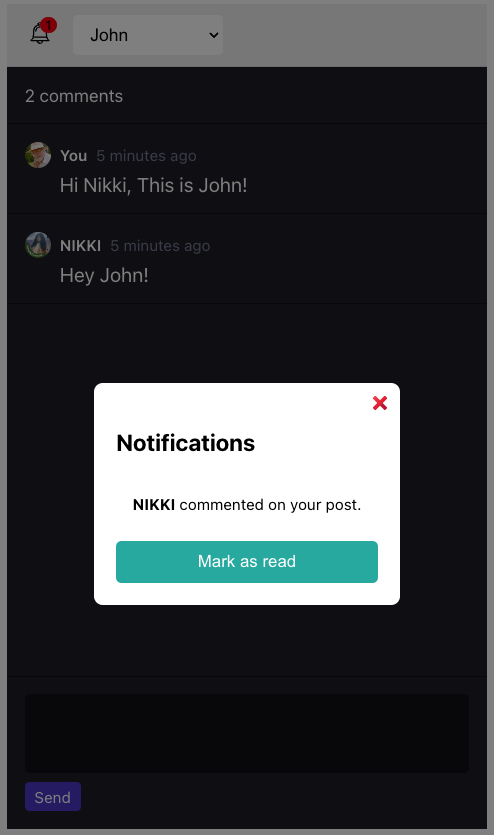 1
John
2 comments
You 5 minutes ago
Hi Nikki, This is John!
NIKKI 5 minutes ago
Hey John!
Notifications
NIKKI commented on your post.
Mark as read
Send